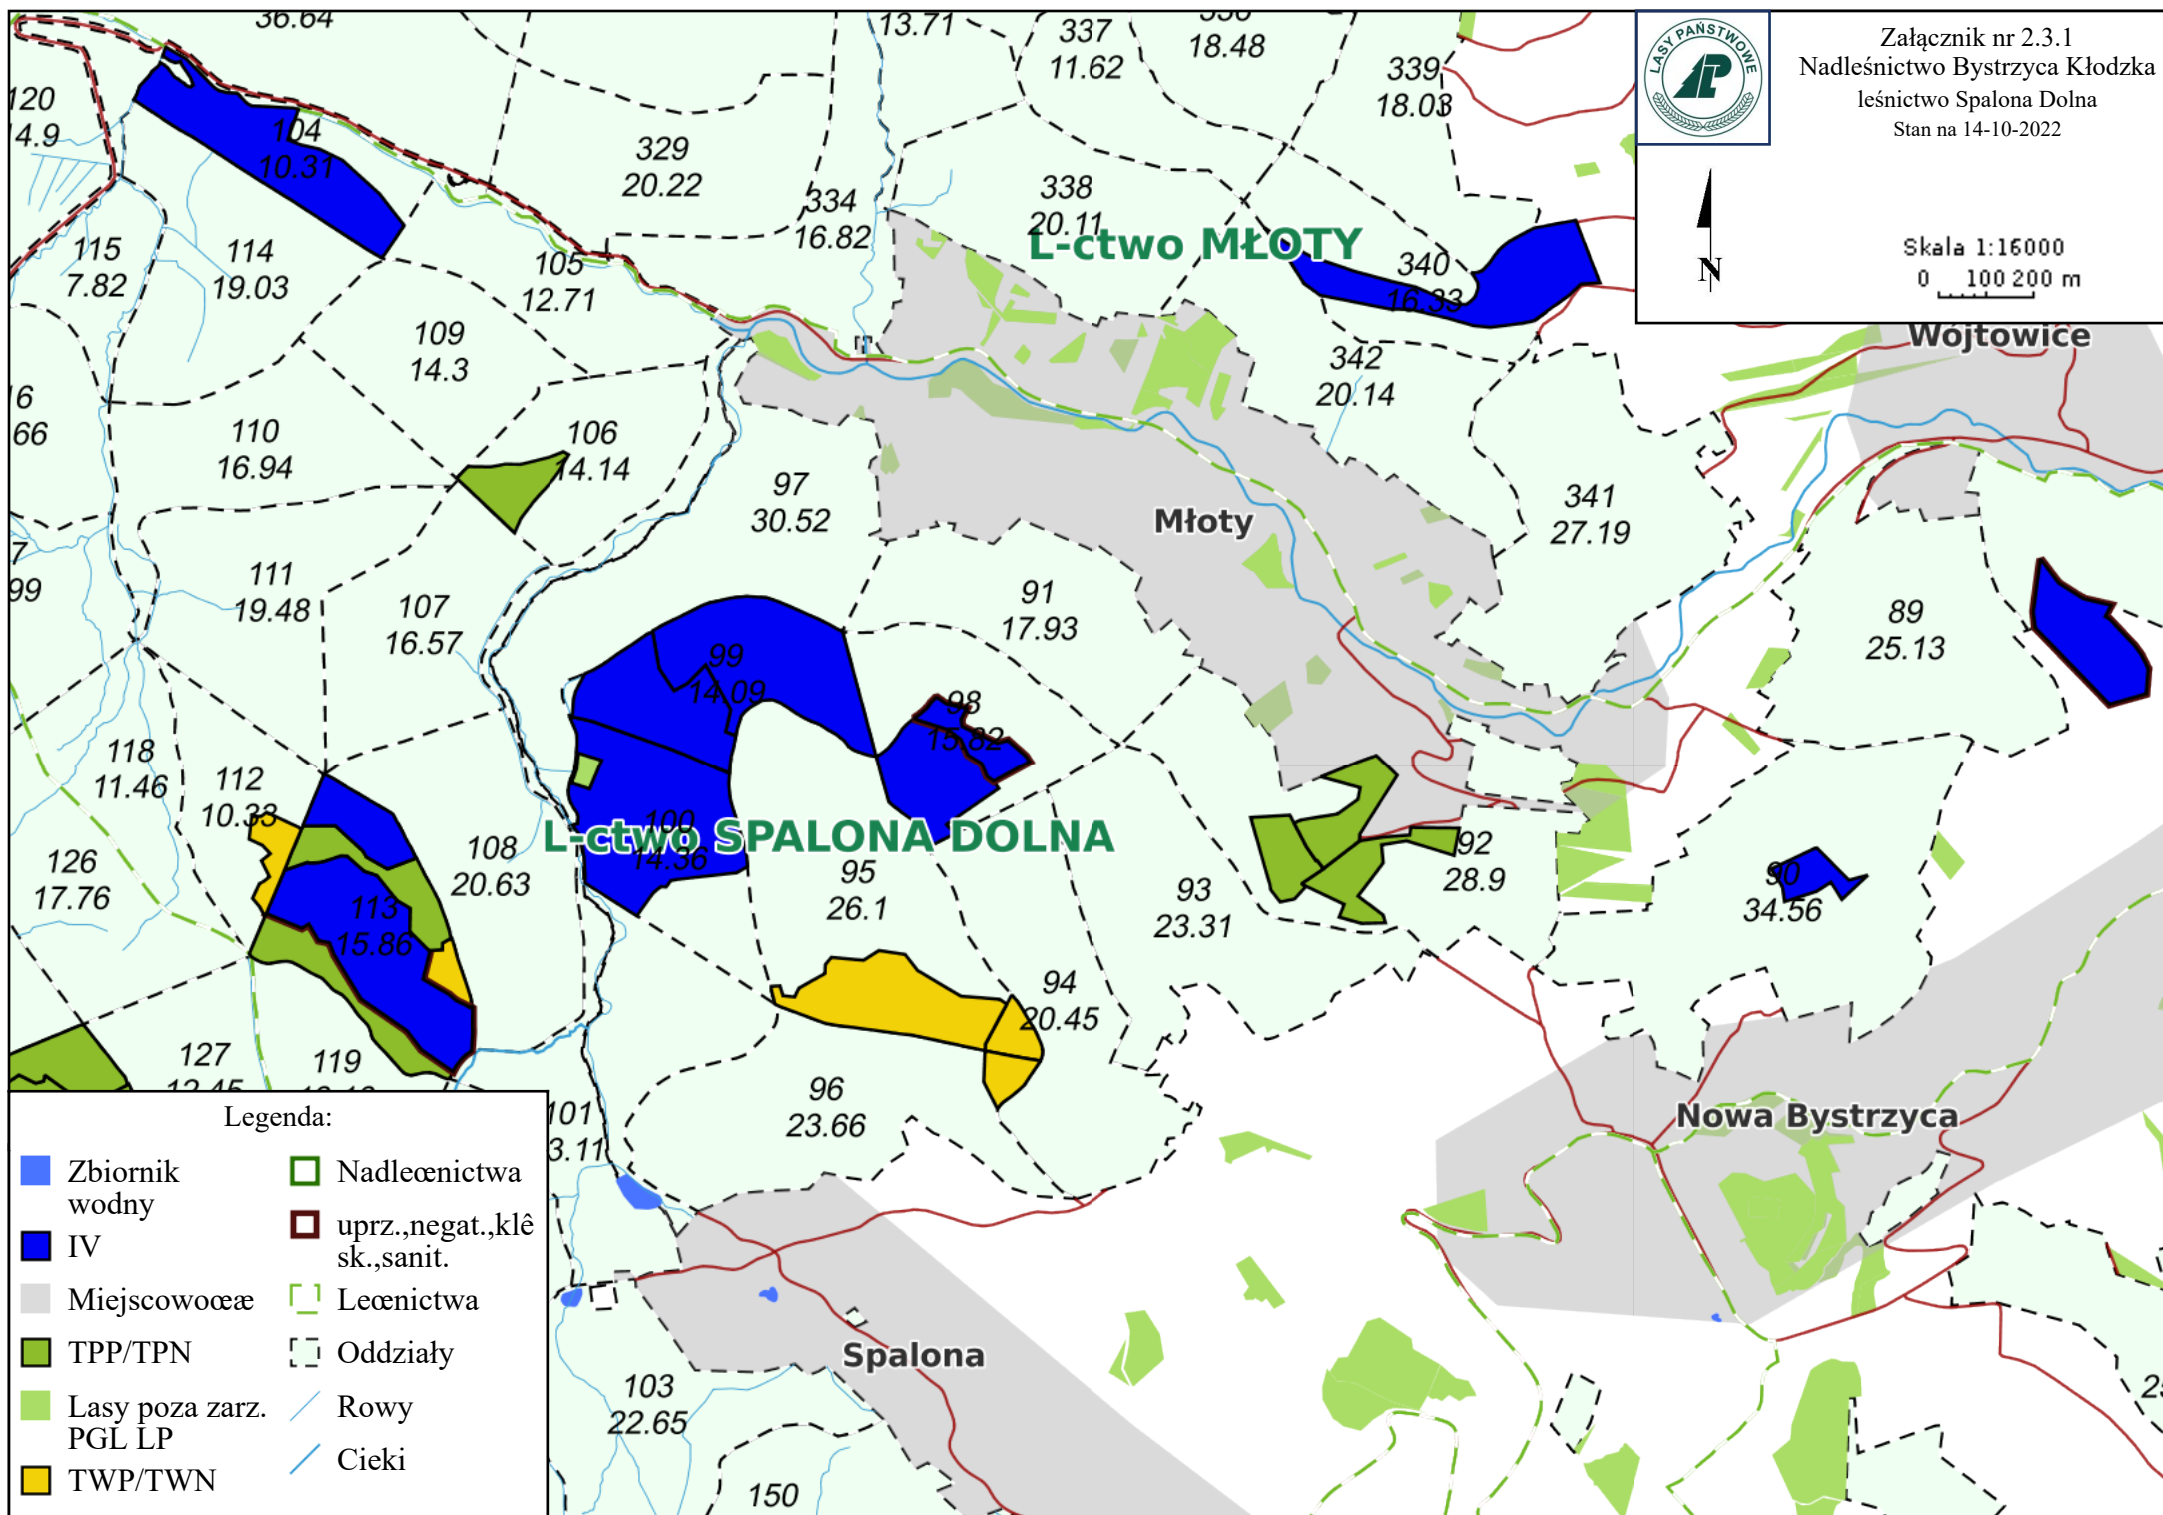 36.64
13.71
337
11.62
18.48
339
18.03
LASY PAŃSTWOWE
Załącznik nr 2.3.1
Nadleśnictwo Bystrzyca Kłodzka
leśnictwo Spalona Dolna
Stan na 14-10-2022
N
Skala 1:16000
0 100 200 m
120
14.9
104
10.31
329
20.22
334
16.82
338
20.11
L-ctwo MŁOTY
340
16.33
115
7.82
114
19.03
105
12.71
109
14.3
342
20.14
Wójtowice
6
66
110
16.94
106
14.14
97
30.52
Młoty
341
27.19
7
99
111
19.48
107
16.57
91
17.93
89
25.13
99
14.09
98
15.82
118
11.46
112
10.33
108
20.63
100
14.36
L-ctwo SPALONA DOLNA
95
26.1
92
28.9
90
34.56
126
17.76
113
15.86
93
23.31
94
20.45
127
12.45
119
96
23.66
101
3.11
Nowa Bystrzyca
Spalona
103
22.65
150
Legenda:
Zbiornik
wodny
IV
Miejscowoœæ
TPP/TPN
Lasy poza zarz.
PGL LP
TWP/TWN
Nadleœnictwa
uprz.,negat.,klê
sk.,sanit.
Leœnictwa
Oddziały
Rowy
Cieki